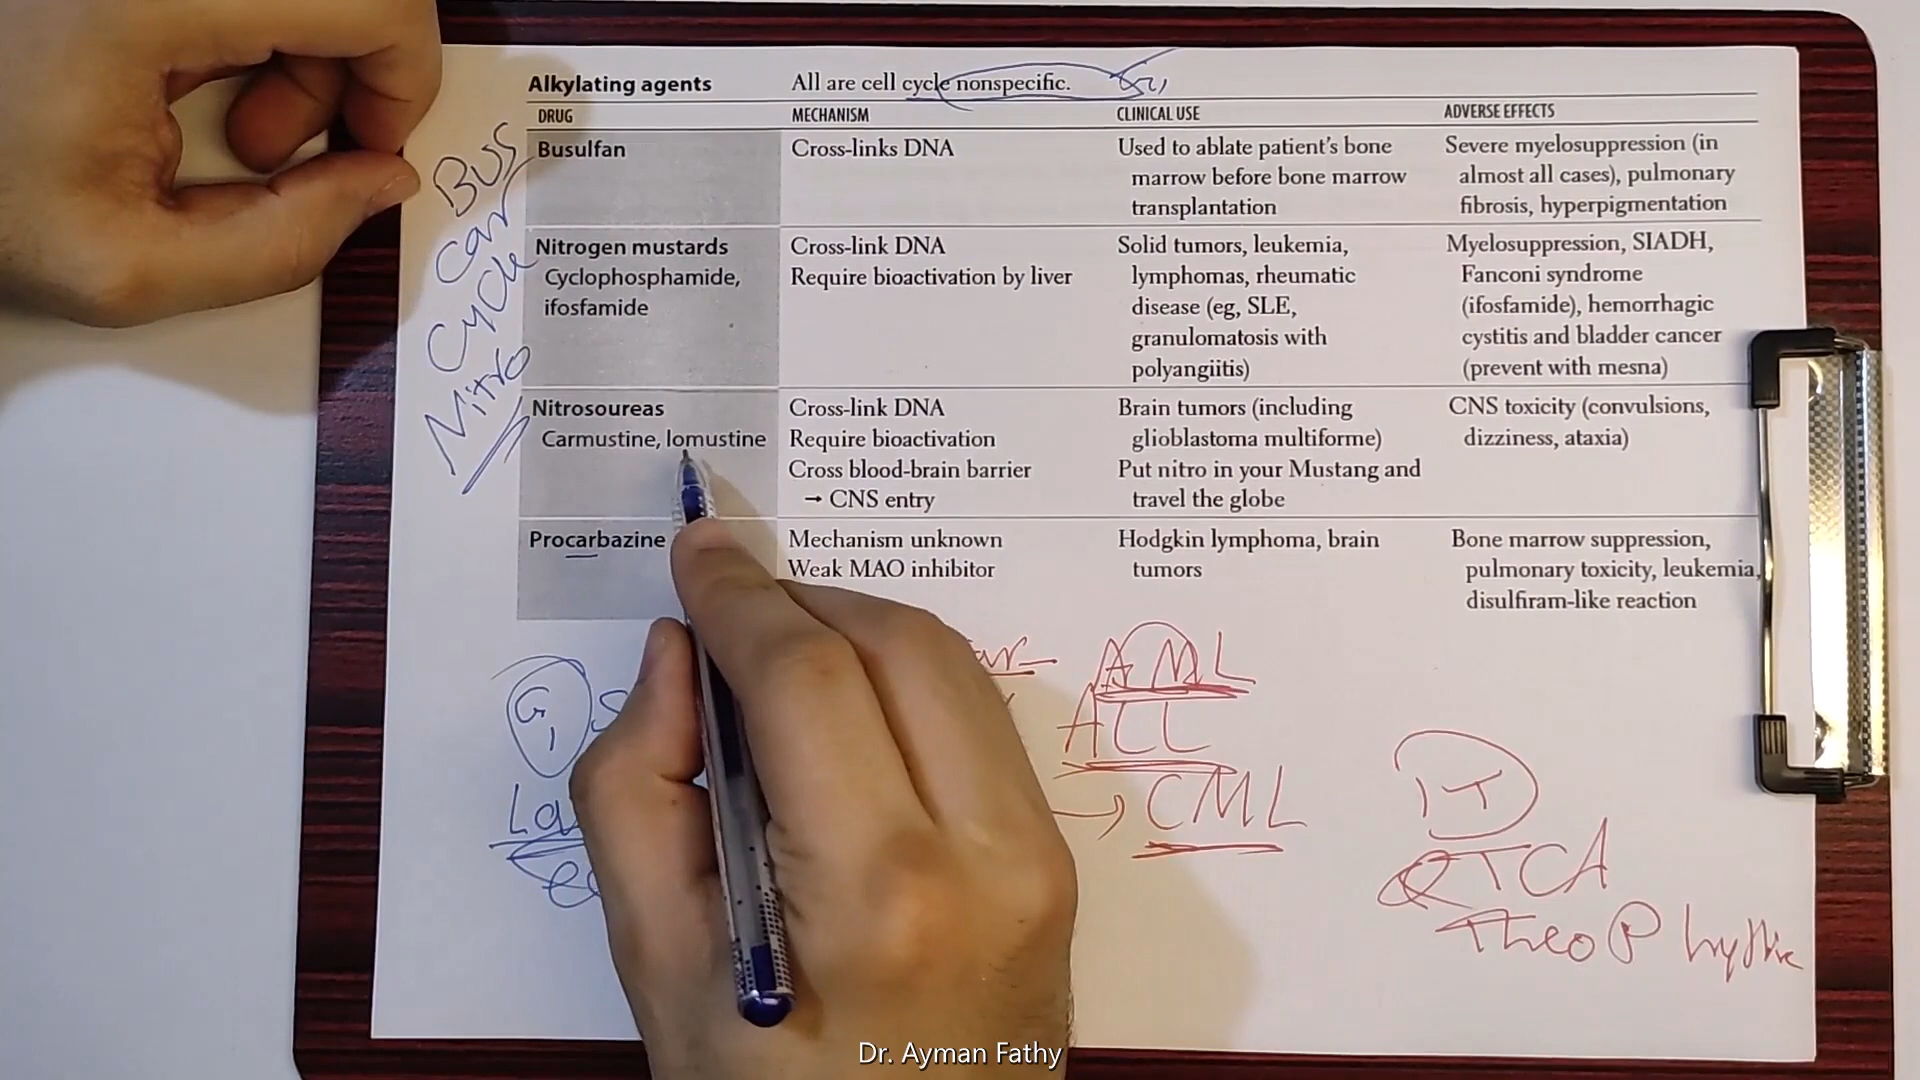 Alkylating agents All are cell cycle nonspecific.
DRUG MECHANISM CLINICAL USE ADVERSE EFFECTS
Busulfan Cross-links DNA Used to ablate patient's bone marrow before bone marrow transplantation Severe myelosuppression (in almost all cases), pulmonary fibrosis, hyperpigmentation
Nitrogen mustards
Cyclophosphamide,
ifosfamide
Cross-link DNA
Require bioactivation by liver
Solid tumors, leukemia,
lymphomas, rheumatic
disease (eg, SLE,
granulomatosis with
polyangiitis)
Myelosuppression, SIADH,
Fanconi syndrome
(ifosfamide), hemorrhagic
cystitis and bladder cancer
(prevent with mesna)
Nitrosoureas
Carmustine, lomustine
Cross-link DNA
Require bioactivation
Cross blood-brain barrier
→ CNS entry
Brain tumors (including
glioblastoma multiforme)
Put nitro in your Mustang and
travel the globe
CNS toxicity (convulsions,
dizziness, ataxia)
Procarbazine
Mechanism unknown
Weak MAO inhibitor
Hodgkin lymphoma, brain
tumors
Bone marrow suppression,
pulmonary toxicity, leukemia,
disulfiram-like reaction
BUS
Car
Cycle
Nitro
G1
AML
ALL
CML
TCA
Dr. Ayman Fathy